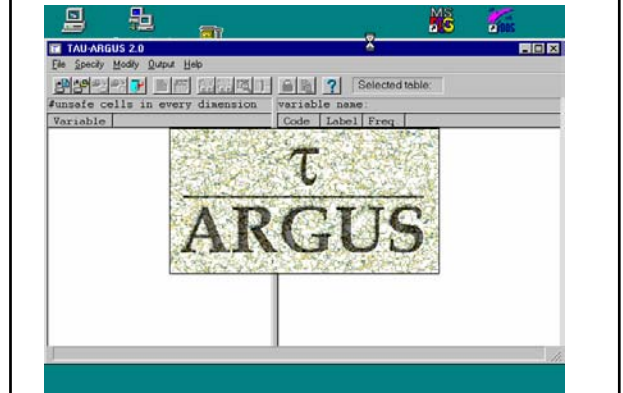 MS
TAU-ARGUS 2.0
File Specify Modify Output Help
Selected table:
#unsafe cells in every dimension
variable name:
Variable
Code Label Freq.
τ
ARGUS